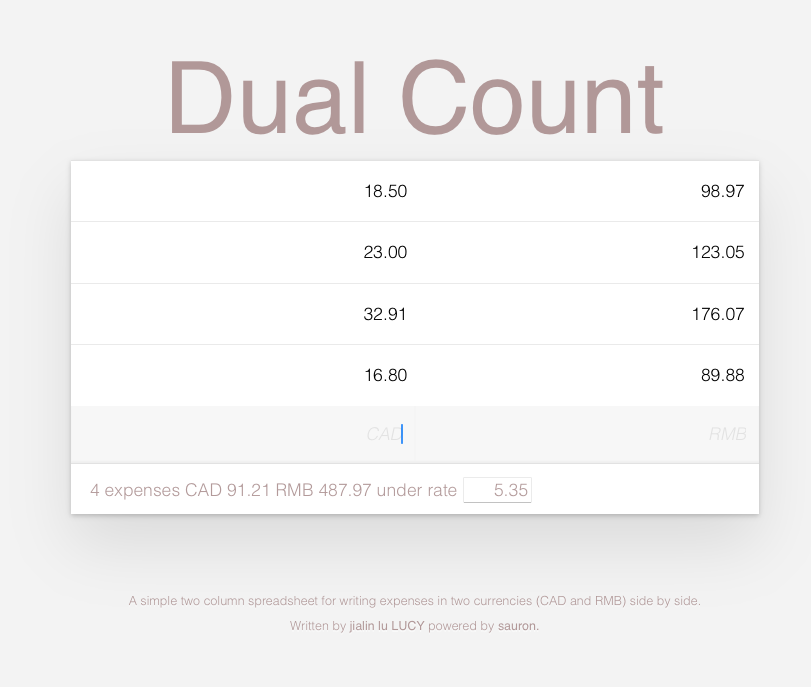 Dual Count
18.50 98.97
23.00 123.05
32.91 176.07
16.80 89.88
CAD RMB
4 expenses CAD 91.21 RMB 487.97 under rate 5.35
A simple two column spreadsheet for writing expenses in two currencies (CAD and RMB) side by side.
Written by jialin lu LUCY powered by sauron.